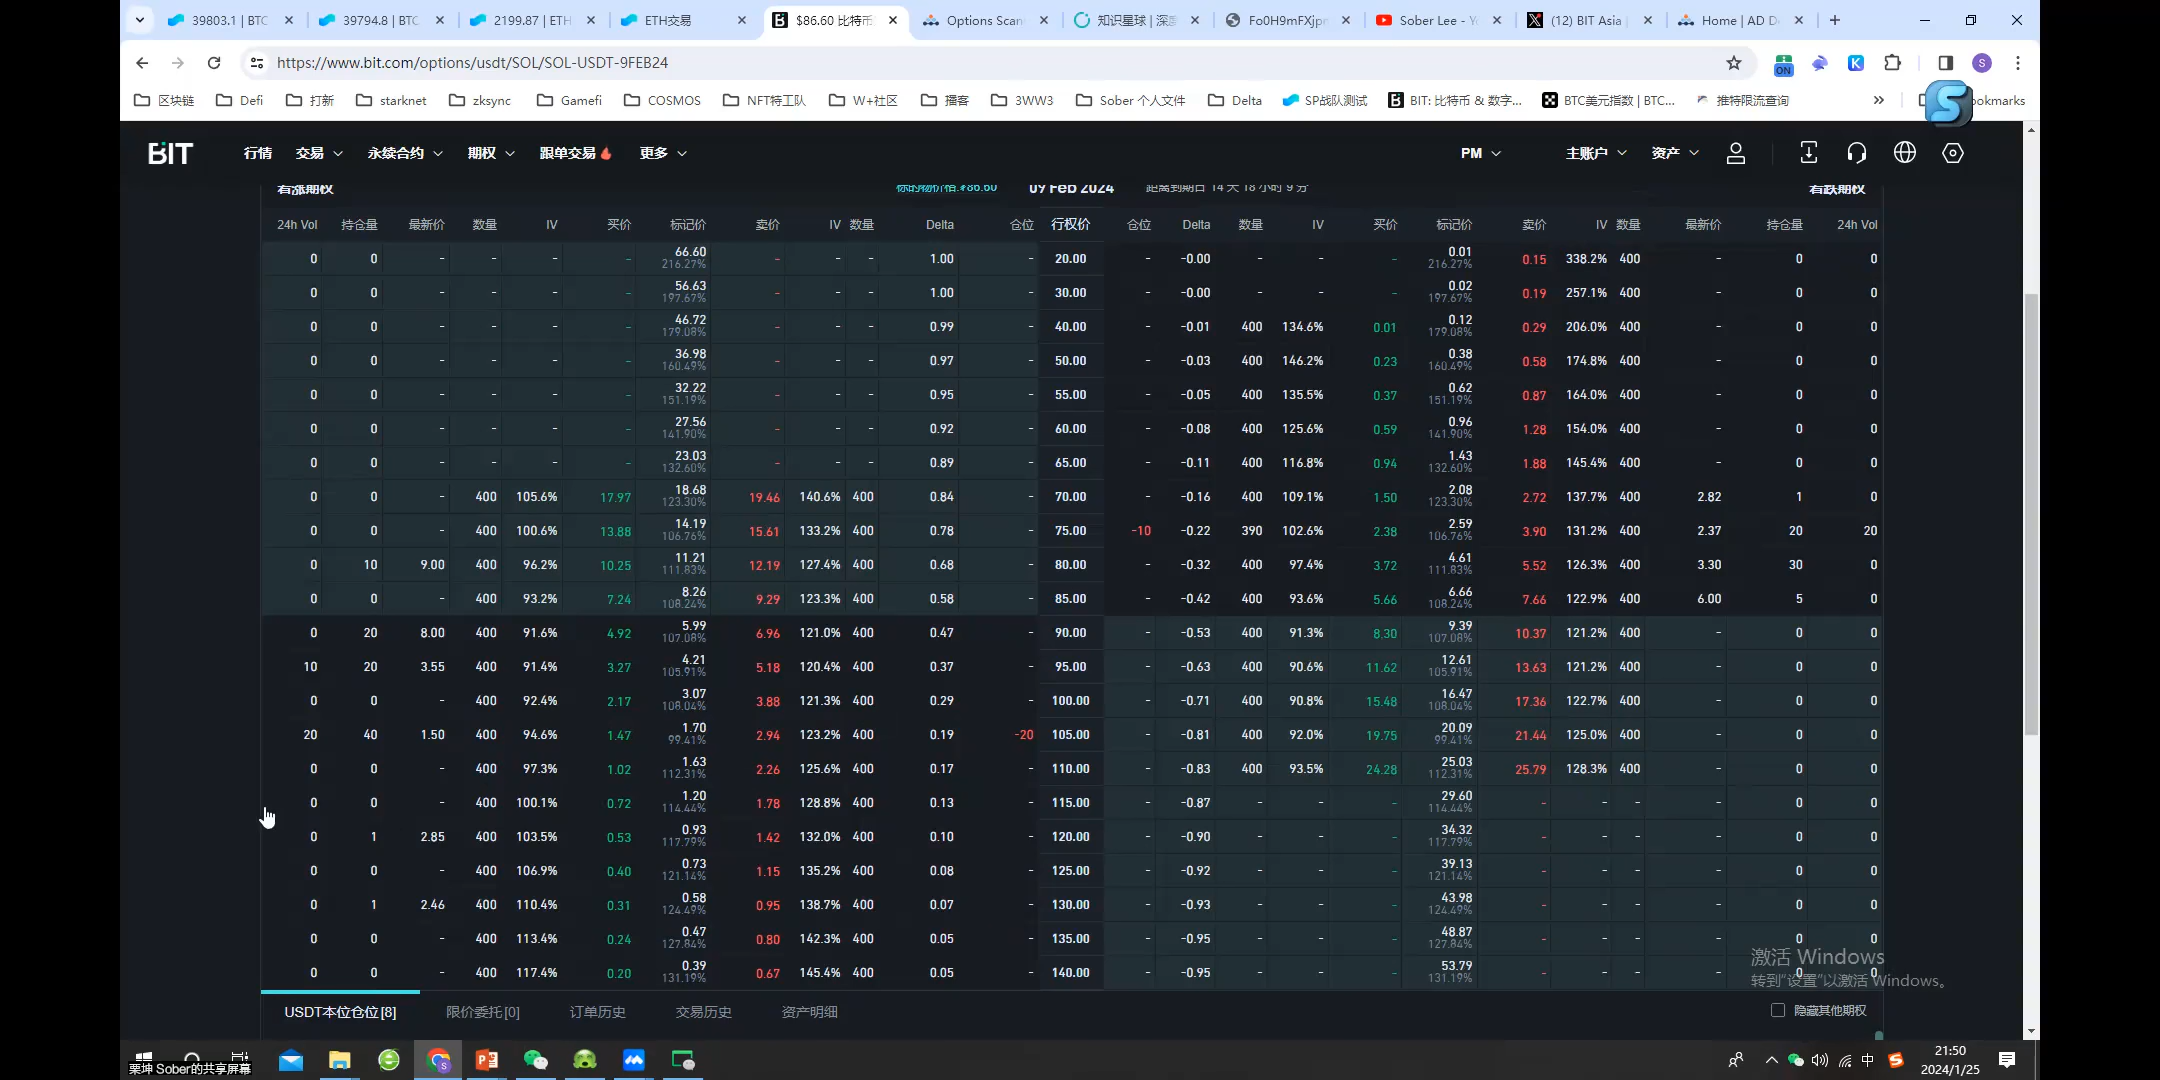 39803.1 | BTC
39794.8 | BTC
2199.87 | ETH
ETH交易
$86.60 比特币
Options Scan
知识星球 | 深度
Fo0H9mFXjpn
Sober Lee - Y
(12) BIT Asia
Home | AD D
https://www.bit.com/options/usdt/SOL/SOL-USDT-9FEB24
ON K S
区块链 Defi 打新 starknet zksync Gamefi COSMOS NFT特工队 W+社区 播客 3WW3 Sober 个人文件 Delta SP战队测试 BIT: 比特币 & 数字... BTC美元指数 | BTC... 推特限流查询 » ookmarks
BIT 行情 交易 永续合约 期权 跟单交易 更多 PM 主账户 资产
看涨期权 标的物价格:$86.60 09 Feb 2024 距离到期日 14 天 18 小时 9 分 看跌期权
24h Vol 持仓量 最新价 数量 IV 买价 标记价 卖价 IV 数量 Delta 仓位 行权价 仓位 Delta 数量 IV 买价 标记价 卖价 IV 数量 最新价 持仓量 24h Vol
0 0 - - - - 66.60 - - - 1.00 - 20.00 - -0.00 - - - 0.01 0.15 338.2% 400 - 0 0
216.27% 216.27%
0 0 - - - - 56.63 - - - 1.00 - 30.00 - -0.00 - - - 0.02 0.19 257.1% 400 - 0 0
197.67% 197.67%
0 0 - - - - 46.72 - - - 0.99 - 40.00 - -0.01 400 134.6% 0.01 0.12 0.29 206.0% 400 - 0 0
179.08% 179.08%
0 0 - - - - 36.98 - - - 0.97 - 50.00 - -0.03 400 146.2% 0.23 0.38 0.58 174.8% 400 - 0 0
160.49% 160.49%
0 0 - - - - 32.22 - - - 0.95 - 55.00 - -0.05 400 135.5% 0.37 0.62 0.87 164.0% 400 - 0 0
151.19% 151.19%
0 0 - - - - 27.56 - - - 0.92 - 60.00 - -0.08 400 125.6% 0.59 0.96 1.28 154.0% 400 - 0 0
141.90% 141.90%
0 0 - - - - 23.03 - - - 0.89 - 65.00 - -0.11 400 116.8% 0.94 1.43 1.88 145.4% 400 - 0 0
132.60% 132.60%
0 0 - 400 105.6% 17.97 18.68 19.46 140.6% 400 0.84 - 70.00 - -0.16 400 109.1% 1.50 2.08 2.72 137.7% 400 2.82 1 0
123.30% 123.30%
0 0 - 400 100.6% 13.88 14.19 15.61 133.2% 400 0.78 - 75.00 -10 -0.22 390 102.6% 2.38 2.59 3.90 131.2% 400 2.37 20 20
106.76% 106.76%
0 10 9.00 400 96.2% 10.25 11.21 12.19 127.4% 400 0.68 - 80.00 - -0.32 400 97.4% 3.72 4.61 5.52 126.3% 400 3.30 30 0
111.83% 111.83%
0 0 - 400 93.2% 7.24 8.26 9.29 123.3% 400 0.58 - 85.00 - -0.42 400 93.6% 5.66 6.66 7.66 122.9% 400 6.00 5 0
108.24% 108.24%
0 20 8.00 400 91.6% 4.92 5.99 6.96 121.0% 400 0.47 - 90.00 - -0.53 400 91.3% 8.30 9.39 10.37 121.2% 400 - 0 0
107.08% 107.08%
10 20 3.55 400 91.4% 3.27 4.21 5.18 120.4% 400 0.37 - 95.00 - -0.63 400 90.6% 11.62 12.61 13.63 121.2% 400 - 0 0
105.91% 105.91%
0 0 - 400 92.4% 2.17 3.07 3.88 121.3% 400 0.29 - 100.00 - -0.71 400 90.8% 15.48 16.47 17.36 122.7% 400 - 0 0
108.04% 108.04%
20 40 1.50 400 94.6% 1.47 1.70 2.94 123.2% 400 0.19 -20 105.00 - -0.81 400 92.0% 19.75 20.09 21.44 125.0% 400 - 0 0
99.41% 99.41%
0 0 - 400 97.3% 1.02 1.63 2.26 125.6% 400 0.17 - 110.00 - -0.83 400 93.5% 24.28 25.03 25.79 128.3% 400 - 0 0
112.31% 112.31%
0 0 - 400 100.1% 0.72 1.20 1.78 128.8% 400 0.13 - 115.00 - -0.87 - - - 29.60 - - - - 0 0
114.44% 114.44%
0 1 2.85 400 103.5% 0.53 0.93 1.42 132.0% 400 0.10 - 120.00 - -0.90 - - - 34.32 - - - - 0 0
117.79% 117.79%
0 0 - 400 106.9% 0.40 0.73 1.15 135.2% 400 0.08 - 125.00 - -0.92 - - - 39.13 - - - - 0 0
121.14% 121.14%
0 1 2.46 400 110.4% 0.31 0.58 0.95 138.7% 400 0.07 - 130.00 - -0.93 - - - 43.98 - - - - 0 0
124.49% 124.49%
0 0 - 400 113.4% 0.24 0.47 0.80 142.3% 400 0.05 - 135.00 - -0.95 - - - 48.87 - - - - 0 0
127.84% 127.84%
0 0 - 400 117.4% 0.20 0.39 0.67 145.4% 400 0.05 - 140.00 - -0.95 - - - 53.79 - - - - 0 0
131.19% 131.19%
激活 Windows
转到"设置"以激活 Windows。
USDT本位仓位[8] 限价委托[0] 订单历史 交易历史 资产明细 隐藏其他期权
栗坤 Sober的共享屏幕
中
21:50
2024/1/25